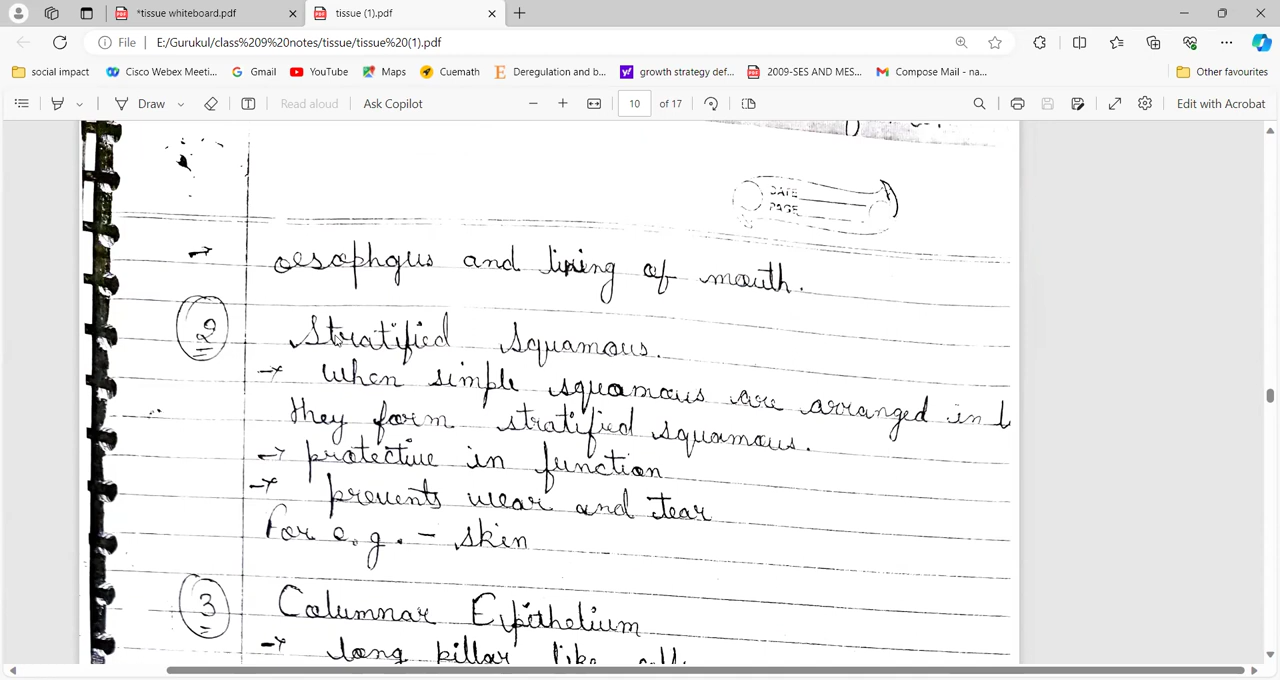 *tissue whiteboard.pdf
tissue (1).pdf
File E:/Gurukul/class%209%20notes/tissue/tissue%20(1).pdf
social impact
Cisco Webex Meeti...
Gmail
YouTube
Maps
Cuemath
Deregulation and b...
growth strategy def...
2009-SES AND MES...
Compose Mail - na...
Other favourites
Draw
Read aloud
Ask Copilot
10 of 17
Edit with Acrobat
DATE
PAGE
→ oesophgus and lining of mouth.
2 Stratified squamous.
→ when simple squamous are arranged in
they form stratified squamous.
→ protective in function
→ prevents wear and tear
for e.g. - skin
3 Columnar Epithelium
→ long pillar like